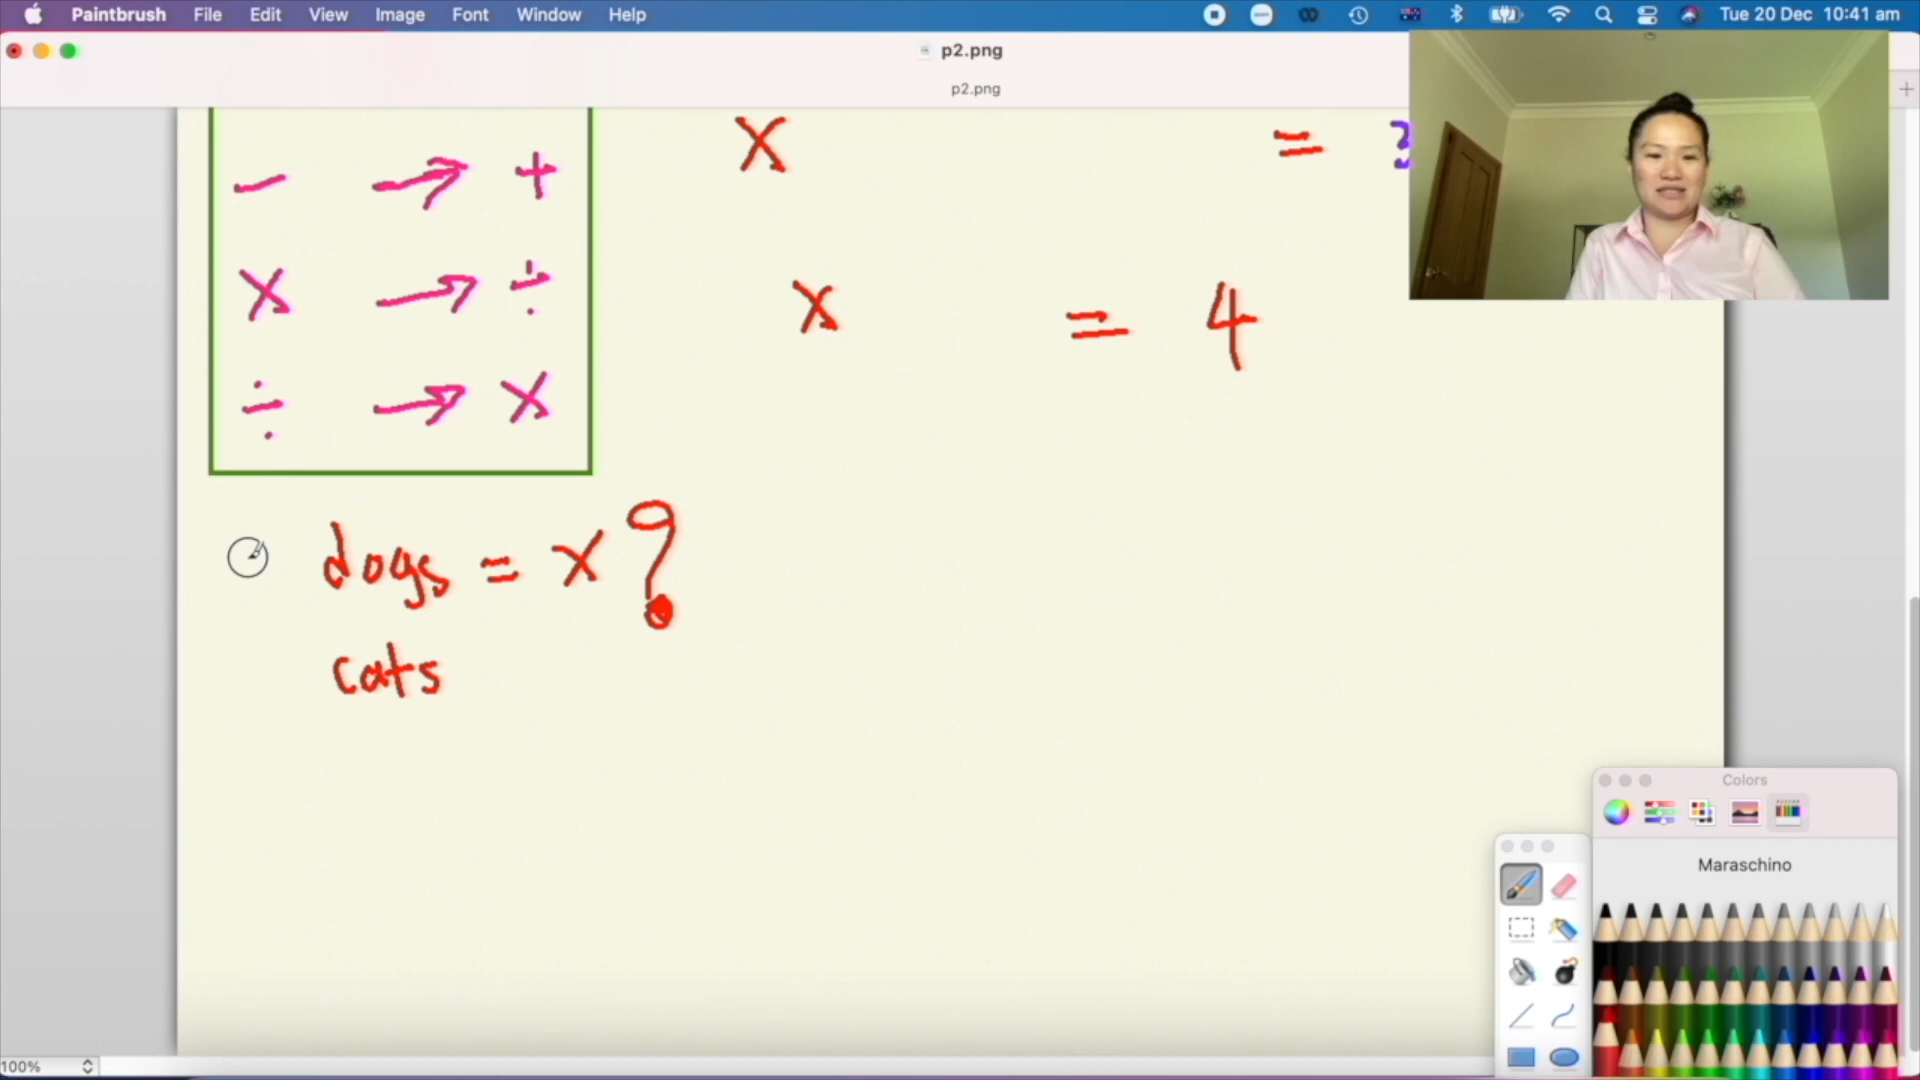 Paintbrush File Edit View Image Font Window Help Tue 20 Dec 10:41 am
p2.png
p2.png
x = 3
- → +
x → ÷
x = 4
÷ → x
dogs = x ?
cats
Colors
Maraschino
100%